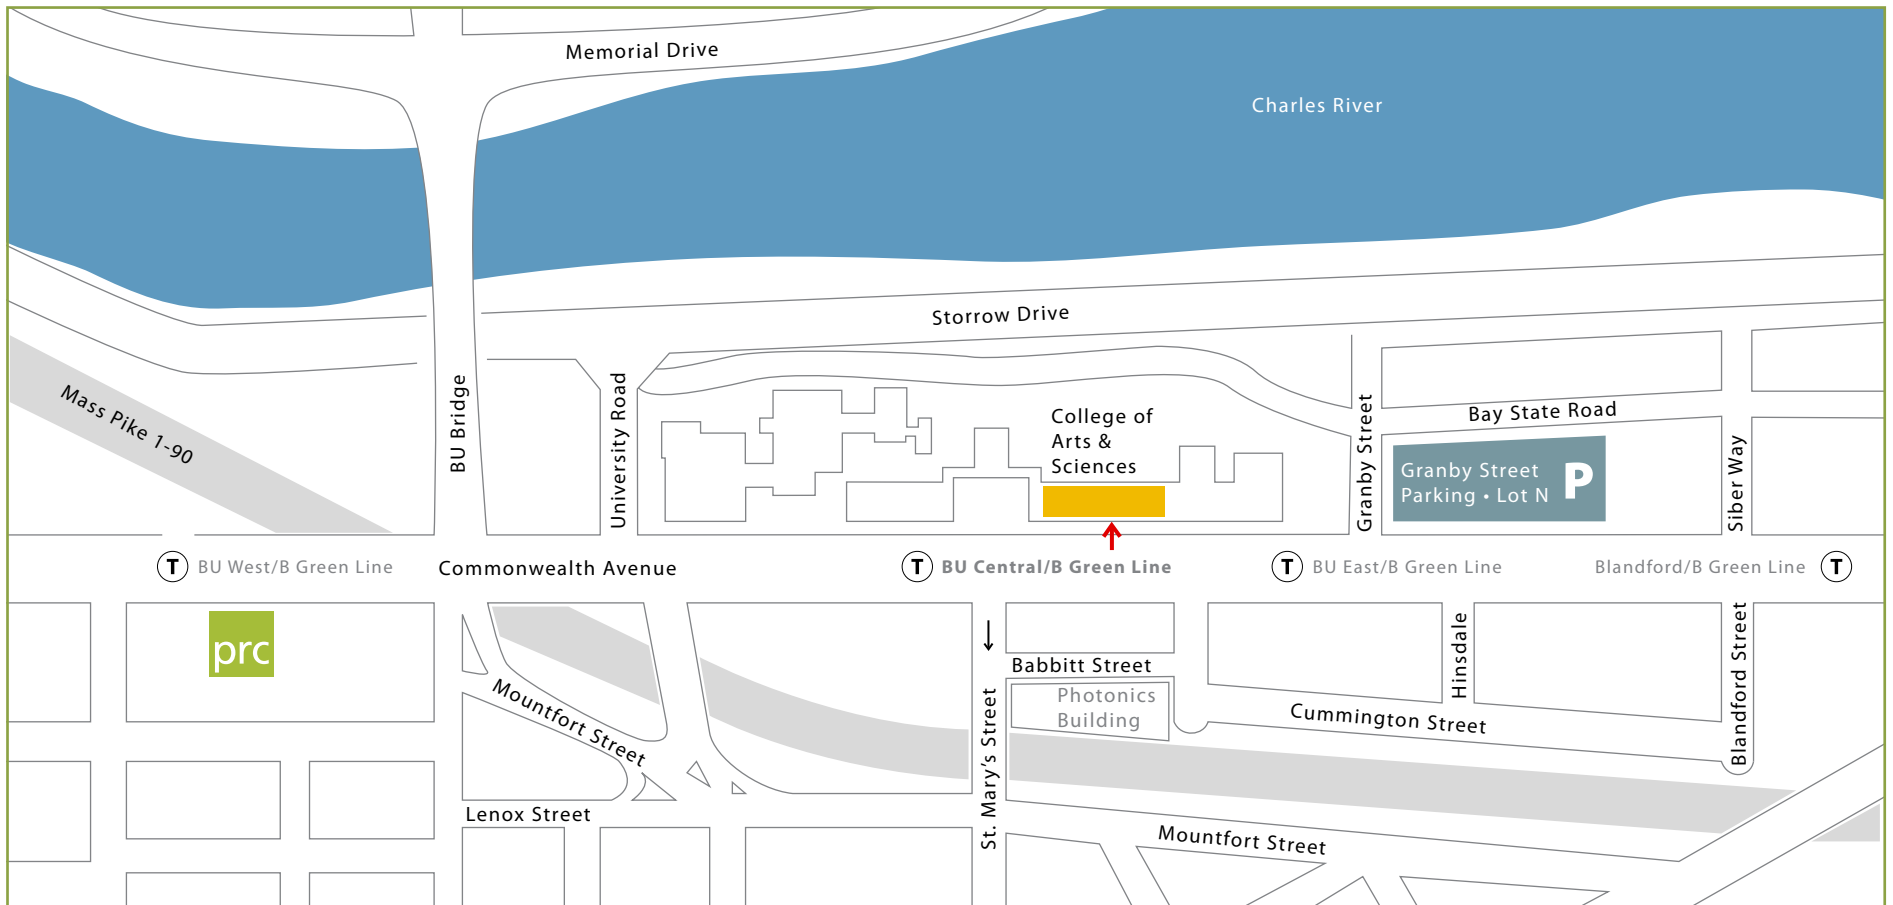 Memorial Drive
Charles River
Storrow Drive
Mass Pike 1-90
BU Bridge
University Road
College of
Arts &
Sciences
Granby Street
Bay State Road
Granby Street
Parking • Lot N
P
Siber Way
T BU West/B Green Line
Commonwealth Avenue
T BU Central/B Green Line
T BU East/B Green Line
Blandford/B Green Line T
prc
Mountfort Street
Lenox Street
St. Mary's Street
Babbitt Street
Photonics
Building
Hinsdale
Cummington Street
Blandford Street
Mountfort Street